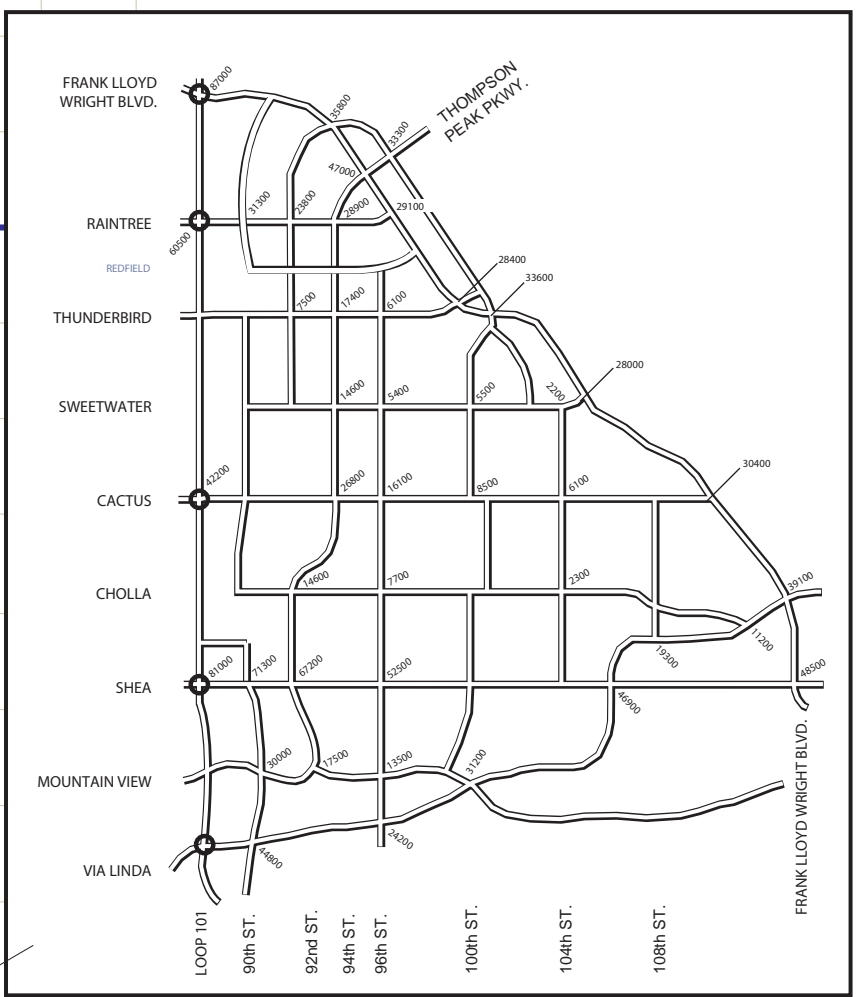 87000
FRANK LLOYD
WRIGHT BLVD.
35800
THOMPSON
PEAK PKWY.
33300
47000
31300
23800
28900
29100
RAINTREE
60500
REDFIELD
28400
33600
7500
17400
6100
THUNDERBIRD
28000
14600
5400
5500
2200
SWEETWATER
30400
42200
26800
16100
8500
6100
CACTUS
14600
7700
2300
39100
CHOLLA
11200
19300
81000
71300
67200
52500
48500
SHEA
46900
30000
17500
13500
31200
MOUNTAIN VIEW
24200
44800
VIA LINDA
FRANK LLOYD WRIGHT BLVD.
LOOP 101
90th ST.
92nd ST.
94th ST.
96th ST.
100th ST.
104th ST.
108th ST.